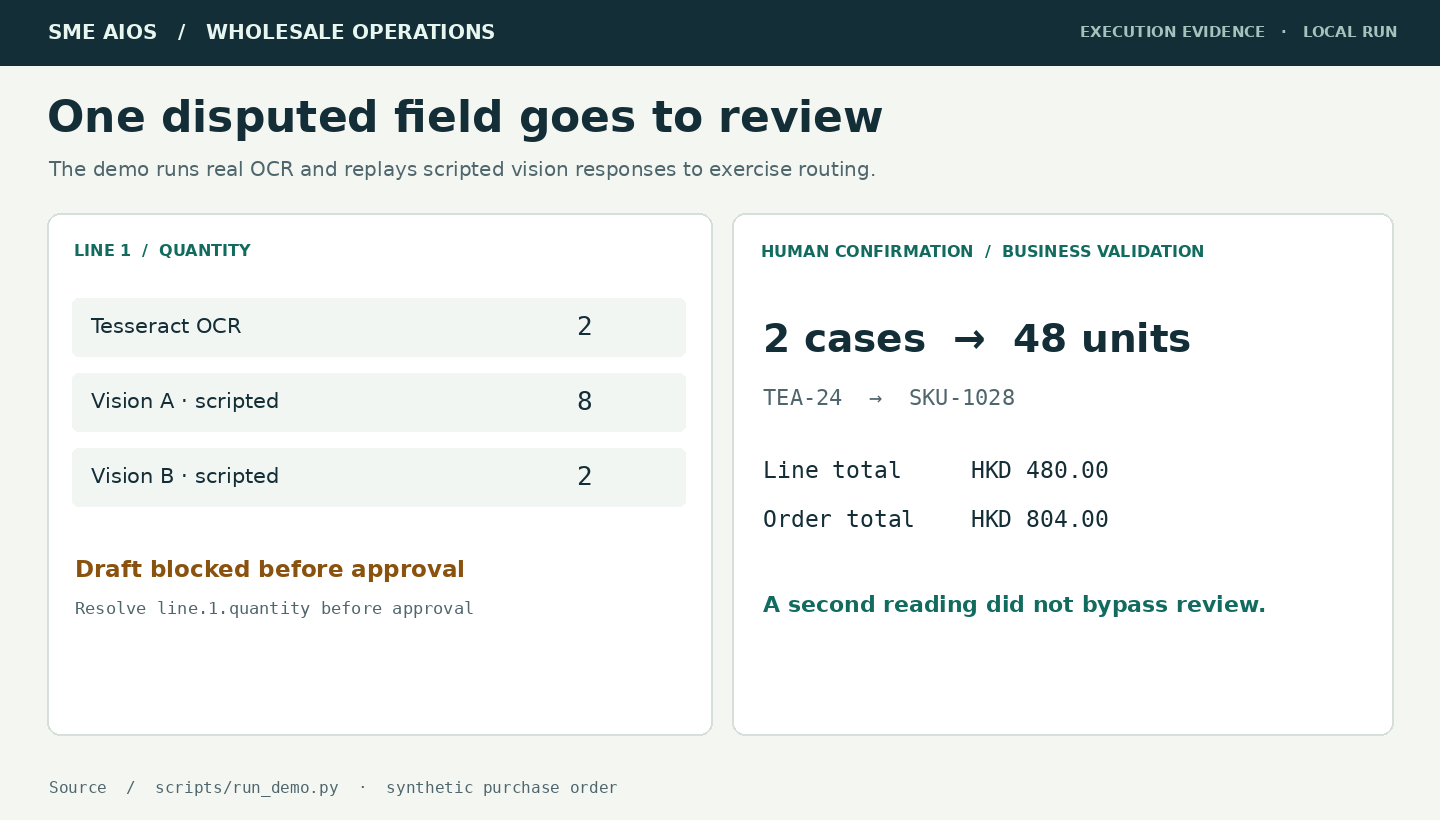 SME AIOS / WHOLESALE OPERATIONS
EXECUTION EVIDENCE · LOCAL RUN
One disputed field goes to review
The demo runs real OCR and replays scripted vision responses to exercise routing.
LINE 1 / QUANTITY
Tesseract OCR 2
Vision A · scripted 8
Vision B · scripted 2
Draft blocked before approval
Resolve line.1.quantity before approval
HUMAN CONFIRMATION / BUSINESS VALIDATION
2 cases → 48 units
TEA-24 → SKU-1028
Line total HKD 480.00
Order total HKD 804.00
A second reading did not bypass review.
Source / scripts/run_demo.py · synthetic purchase order